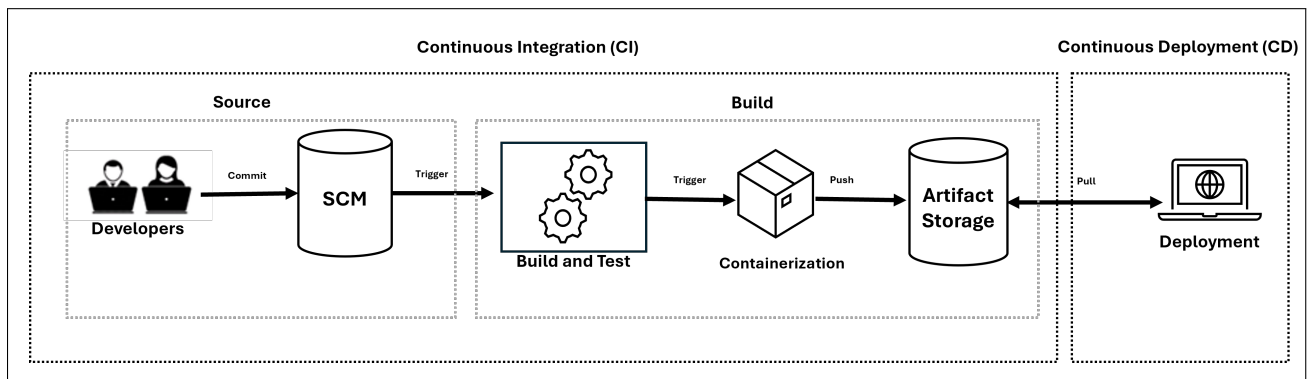 Continuous Integration (CI)
Continuous Deployment (CD)
Source
Build
Commit
Trigger
Trigger
Push
Pull
SCM
Artifact
Storage
Developers
Build and Test
Containerization
Deployment